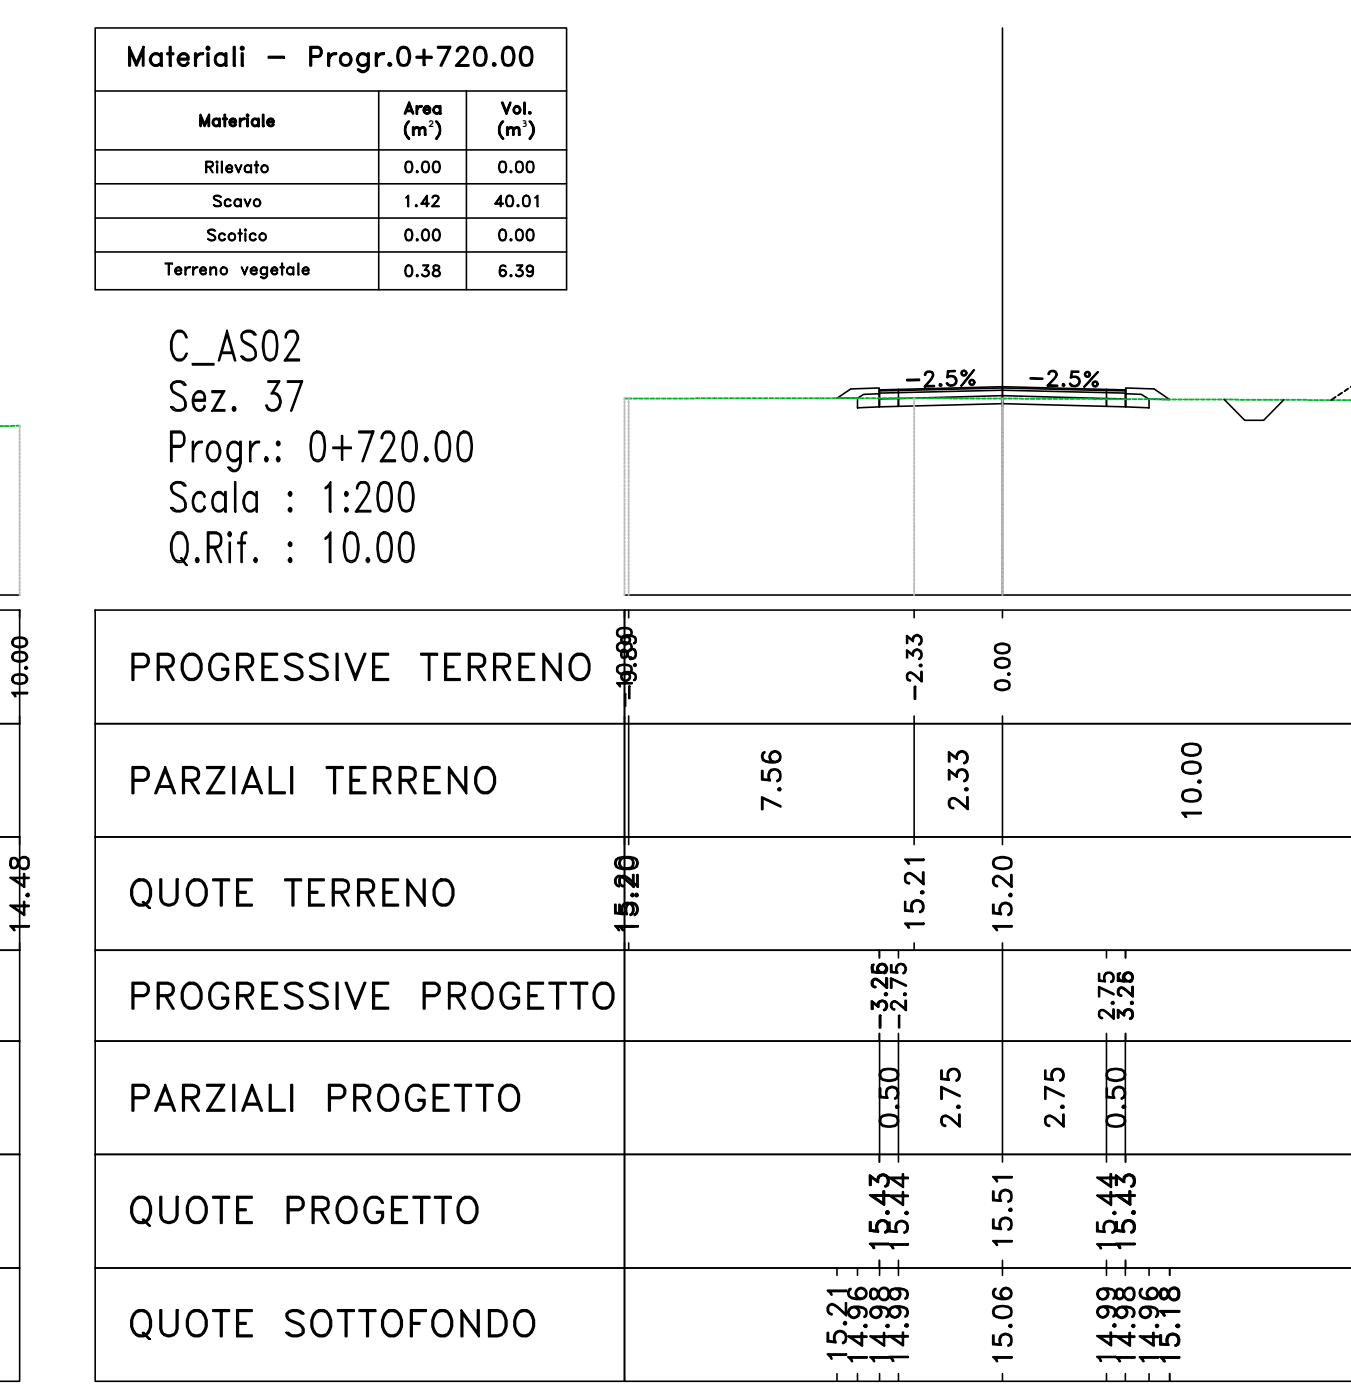 Materiali - Progr.0+720.00
Materiale Area (m²) Vol. (m³)
Rilevato 0.00 0.00
Scavo 1.42 40.01
Scotico 0.00 0.00
Terreno vegetale 0.38 6.39
C_AS02
Sez. 37
Progr.: 0+720.00
Scala : 1:200
Q.Rif. : 10.00
-2.5% -2.5%
10.00
PROGRESSIVE TERRENO -2.33 0.00
PARZIALI TERRENO 7.56 2.33 10.00
14.48
QUOTE TERRENO 15.20 15.21 15.20
PROGRESSIVE PROGETTO -2.75 2.75
PARZIALI PROGETTO 0.50 2.75 2.75 0.50
QUOTE PROGETTO 15.43 15.44 15.51 15.44 15.43
QUOTE SOTTOFONDO 15.21 14.96 14.98 14.99 15.06 14.99 14.98 14.96 15.18